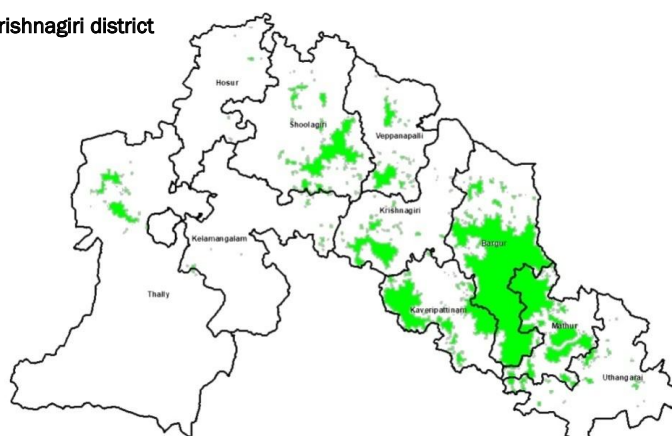 rishnagiri district
Hosur
Shoolagiri
Veppanapalli
Krishnagiri
Bargur
Kelamangalam
Thally
Kaveripattinam
Mathur
Uthangarai